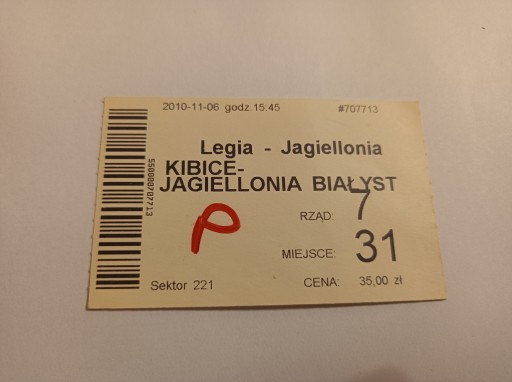 2010-11-06 godz.15:45 #707713
Legia - Jagiellonia
KIBICE-
JAGIELLONIA BIAŁYST
RZĄD: 7
P
MIEJSCE: 31
Sektor 221 CENA: 35,00 zł
550000707713